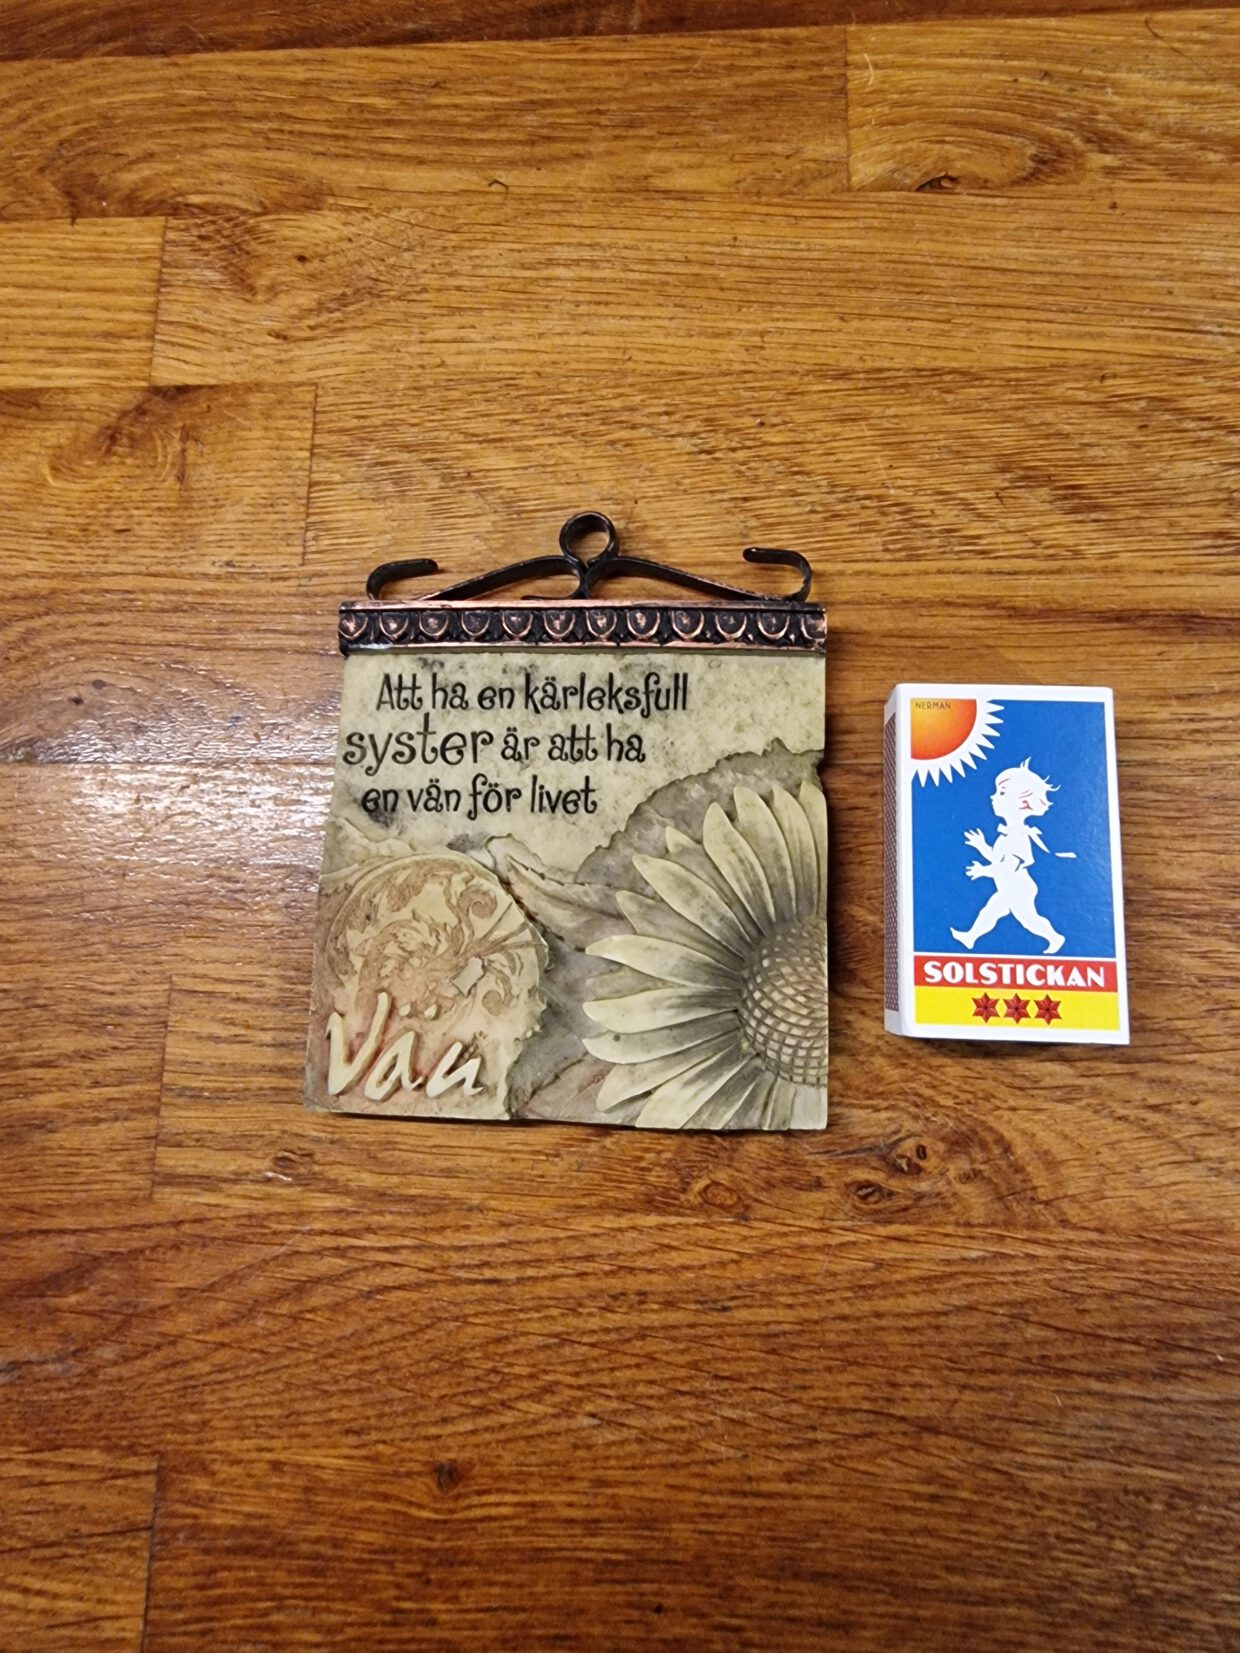 Att ha en kärleksfull
syster är att ha
en vän för livet
Vän
NERMAN
SOLSTICKAN